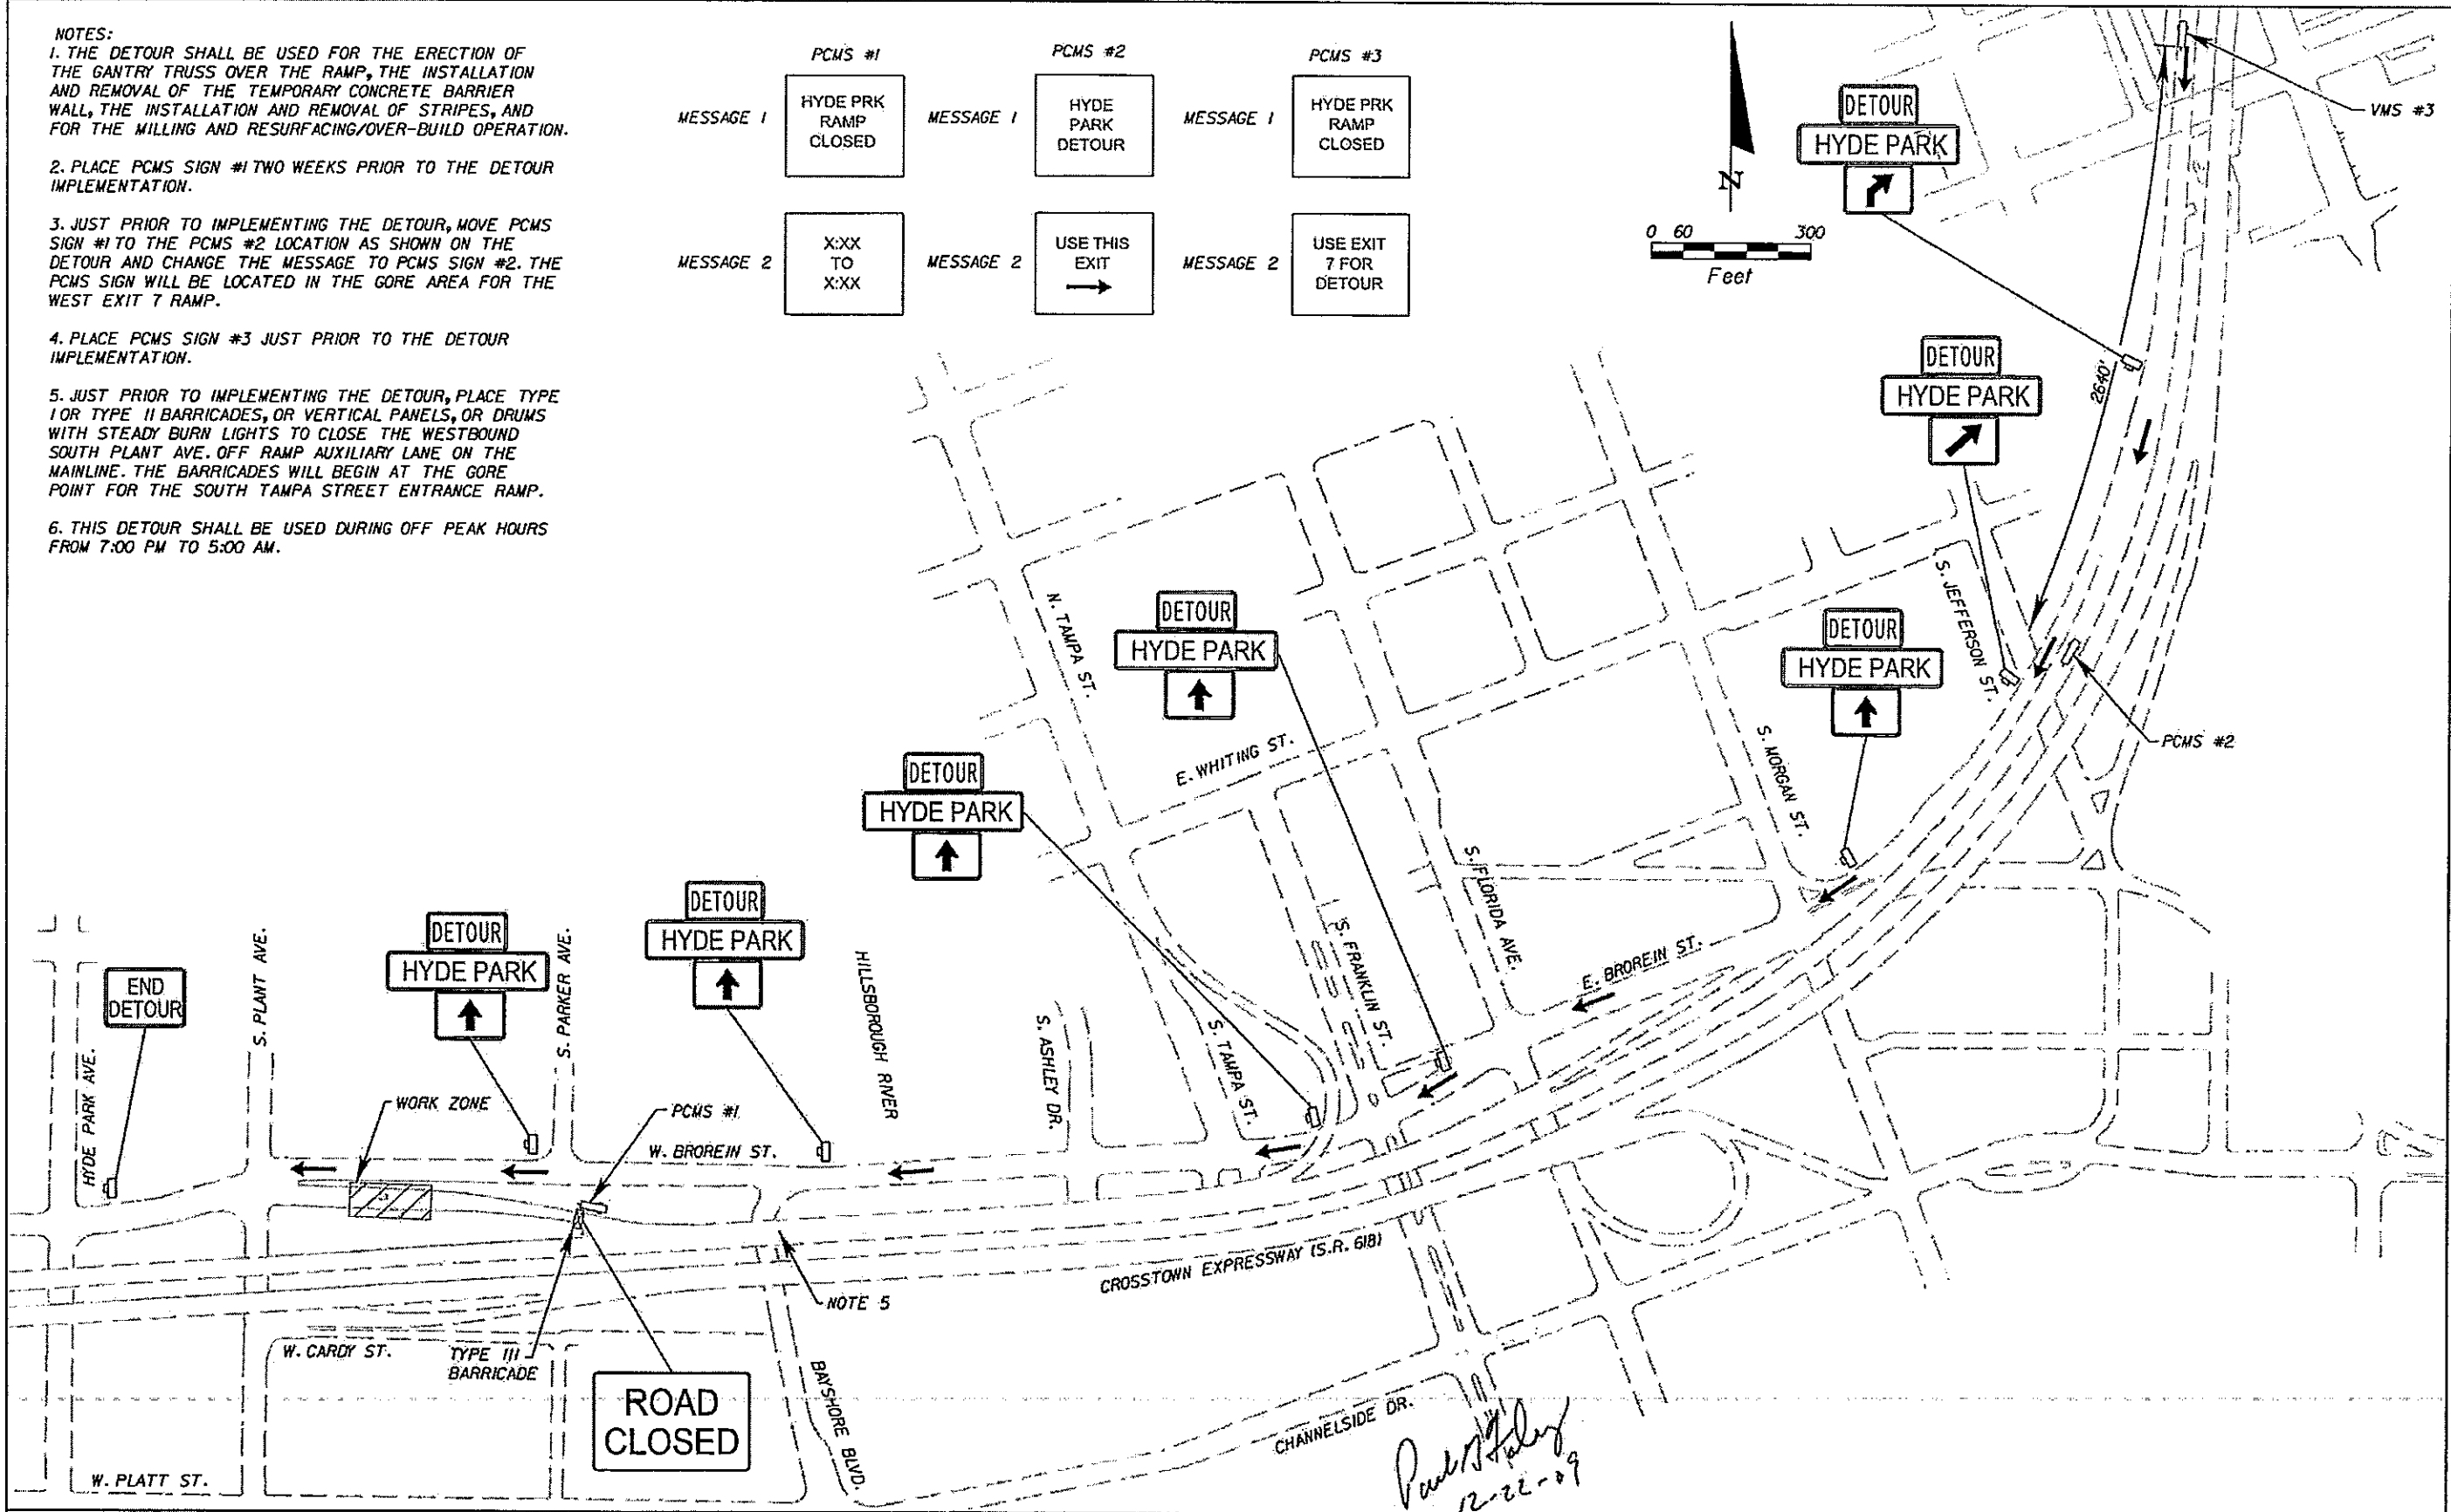 NOTES:
1. THE DETOUR SHALL BE USED FOR THE ERECTION OF
THE GANTRY TRUSS OVER THE RAMP, THE INSTALLATION
AND REMOVAL OF THE TEMPORARY CONCRETE BARRIER
WALL, THE INSTALLATION AND REMOVAL OF STRIPES, AND
FOR THE MILLING AND RESURFACING/OVER-BUILD OPERATION.
2. PLACE PCMS SIGN #1 TWO WEEKS PRIOR TO THE DETOUR
IMPLEMENTATION.
3. JUST PRIOR TO IMPLEMENTING THE DETOUR, MOVE PCMS
SIGN #1 TO THE PCMS #2 LOCATION AS SHOWN ON THE
DETOUR AND CHANGE THE MESSAGE TO PCMS SIGN #2. THE
PCMS SIGN WILL BE LOCATED IN THE GORE AREA FOR THE
WEST EXIT 7 RAMP.
4. PLACE PCMS SIGN #3 JUST PRIOR TO THE DETOUR
IMPLEMENTATION.
5. JUST PRIOR TO IMPLEMENTING THE DETOUR, PLACE TYPE
I OR TYPE II BARRICADES, OR VERTICAL PANELS, OR DRUMS
WITH STEADY BURN LIGHTS TO CLOSE THE WESTBOUND
SOUTH PLANT AVE. OFF RAMP AUXILIARY LANE ON THE
MAINLINE. THE BARRICADES WILL BEGIN AT THE GORE
POINT FOR THE SOUTH TAMPA STREET ENTRANCE RAMP.
6. THIS DETOUR SHALL BE USED DURING OFF PEAK HOURS
FROM 7:00 PM TO 5:00 AM.
PCMS #1
MESSAGE 1
HYDE PRK
RAMP
CLOSED
MESSAGE 2
X:XX
TO
X:XX
PCMS #2
MESSAGE 1
HYDE
PARK
DETOUR
MESSAGE 2
USE THIS
EXIT
PCMS #3
MESSAGE 1
HYDE PRK
RAMP
CLOSED
MESSAGE 2
USE EXIT
7 FOR
DETOUR
N
0 60 300
Feet
DETOUR
HYDE PARK
VMS #3
2640'
DETOUR
HYDE PARK
S. JEFFERSON ST.
DETOUR
HYDE PARK
PCMS #2
DETOUR
HYDE PARK
N. TAMPA ST.
E. WHITING ST.
S. MORGAN ST.
DETOUR
HYDE PARK
S. FLORIDA AVE.
S. FRANKLIN ST.
E. BROREIN ST.
S. TAMPA ST.
S. ASHLEY DR.
HILLSBOROUGH RIVER
DETOUR
HYDE PARK
DETOUR
HYDE PARK
S. PARKER AVE.
S. PLANT AVE.
END
DETOUR
HYDE PARK AVE.
WORK ZONE
PCMS #1
W. BROREIN ST.
NOTE 5
CROSSTOWN EXPRESSWAY (S.R. 618)
W. CARDY ST.
TYPE III
BARRICADE
ROAD
CLOSED
BAYSHORE BLVD.
CHANNELSIDE DR.
W. PLATT ST.
12-22-09